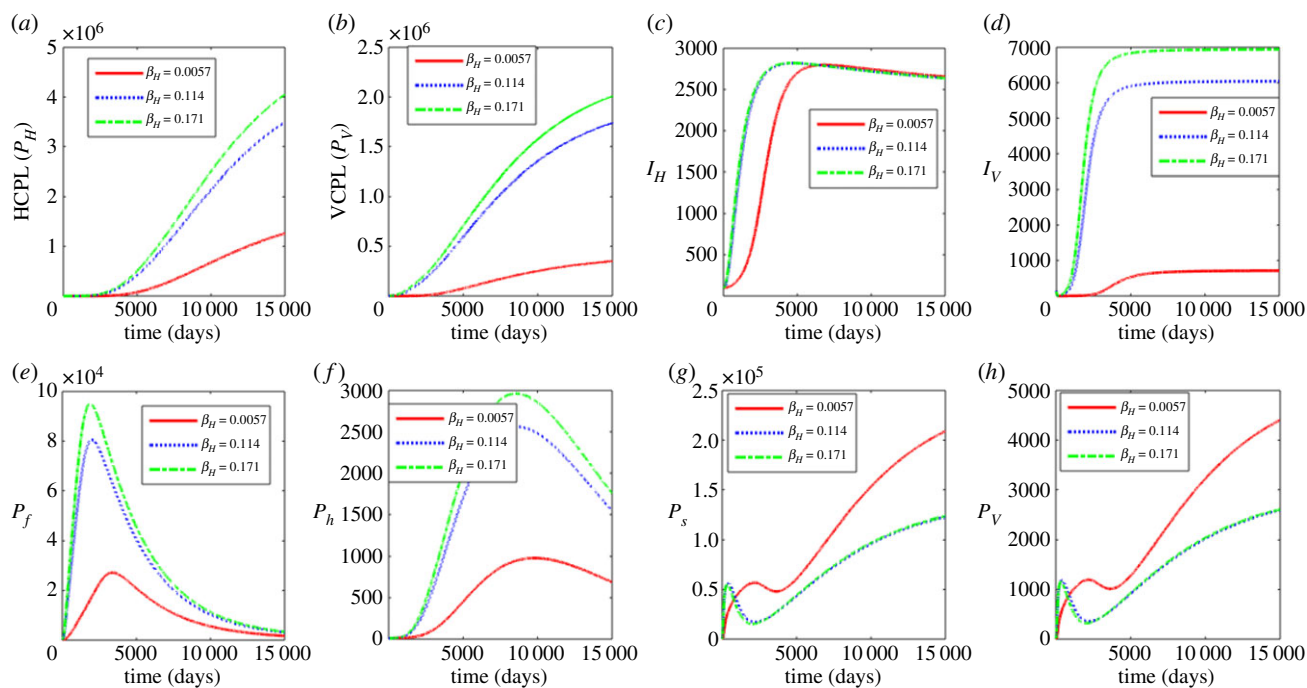 (a) (b) (c) (d)
×10⁶ ×10⁶
5 2.5 3000 7000
β_H = 0.0057
β_H = 0.114
β_H = 0.171
HCPL (P_H)
4
3
2
1
0
0 5000 10 000 15 000
time (days)
β_H = 0.0057
β_H = 0.114
β_H = 0.171
VCPL (P_V)
2.0
1.5
1.0
0.5
0
0 5000 10 000 15 000
time (days)
β_H = 0.0057
β_H = 0.114
β_H = 0.171
I_H
2500
2000
1500
1000
500
0 5000 10 000 15 000
time (days)
β_H = 0.0057
β_H = 0.114
β_H = 0.171
I_V
6000
5000
4000
3000
2000
1000
0
0 5000 10 000 15 000
time (days)
(e) (f) (g) (h)
×10⁴ ×10⁵
10 3000 2.5 5000
β_H = 0.0057
β_H = 0.114
β_H = 0.171
P_f
8
6
4
2
0 5000 10 000 15 000
time (days)
β_H = 0.0057
β_H = 0.114
β_H = 0.171
P_h
2500
2000
1500
1000
500
0
0 5000 10 000 15 000
time (days)
β_H = 0.0057
β_H = 0.114
β_H = 0.171
P_s
2.0
1.5
1.0
0.5
0
0 5000 10 000 15 000
time (days)
β_H = 0.0057
β_H = 0.114
β_H = 0.171
P_V
4000
3000
2000
1000
0
0 5000 10 000 15 000
time (days)